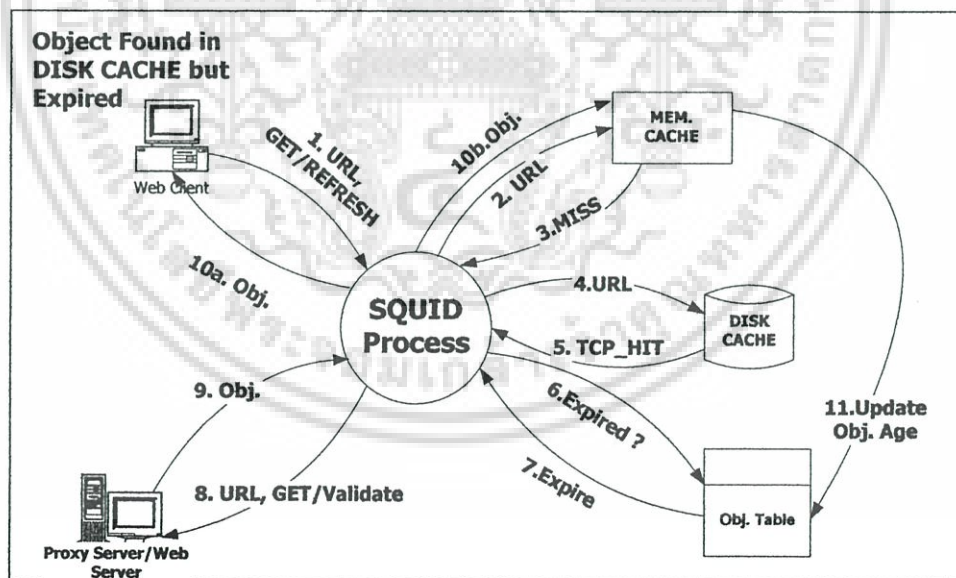 Object Found in
DISK CACHE but
Expired
Web Client
1. URL,
GET/REFRESH
10b.Obj.
2. URL
3.MISS
MEM.
CACHE
10a. Obj.
SQUID
Process
4.URL
DISK
CACHE
5. TCP_HIT
6.Expired ?
7.Expire
9. Obj.
8. URL, GET/Validate
11.Update
Obj. Age
Obj. Table
Proxy Server/Web
Server